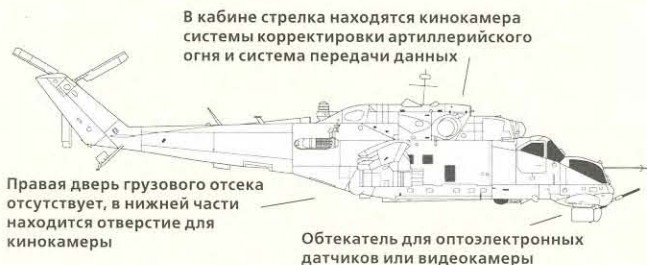 В кабине стрелка находятся кинокамера
системы корректировки артиллерийского
огня и система передачи данных
Правая дверь грузового отсека
отсутствует, в нижней части
находится отверстие для
кинокамеры
Обтекатель для оптоэлектронных
датчиков или видеокамеры